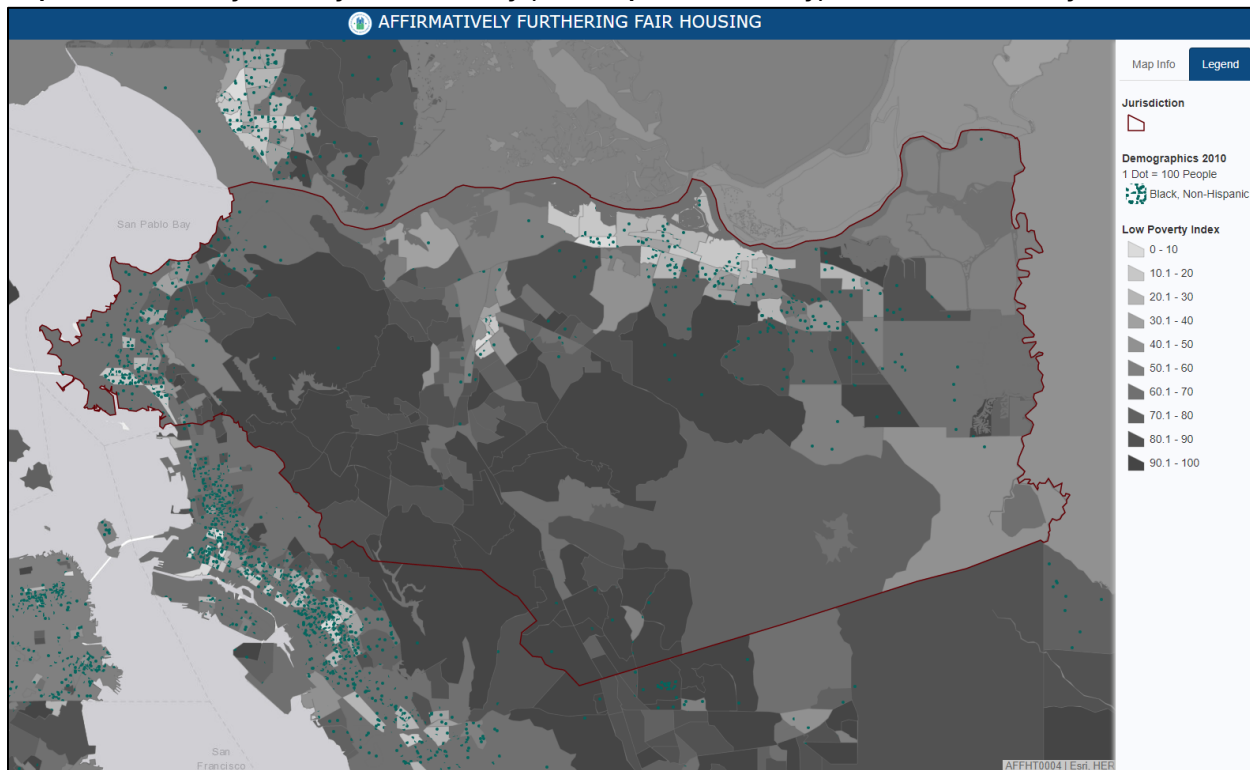 AFFIRMATIVELY FURTHERING FAIR HOUSING
Map Info
Legend
Jurisdiction
Demographics 2010
1 Dot = 100 People
Black, Non-Hispanic
Low Poverty Index
0 - 10
10.1 - 20
20.1 - 30
30.1 - 40
40.1 - 50
50.1 - 60
60.1 - 70
70.1 - 80
80.1 - 90
90.1 - 100
San Pablo Bay
San
Francisco
AFFHT0004 | Esri, HER